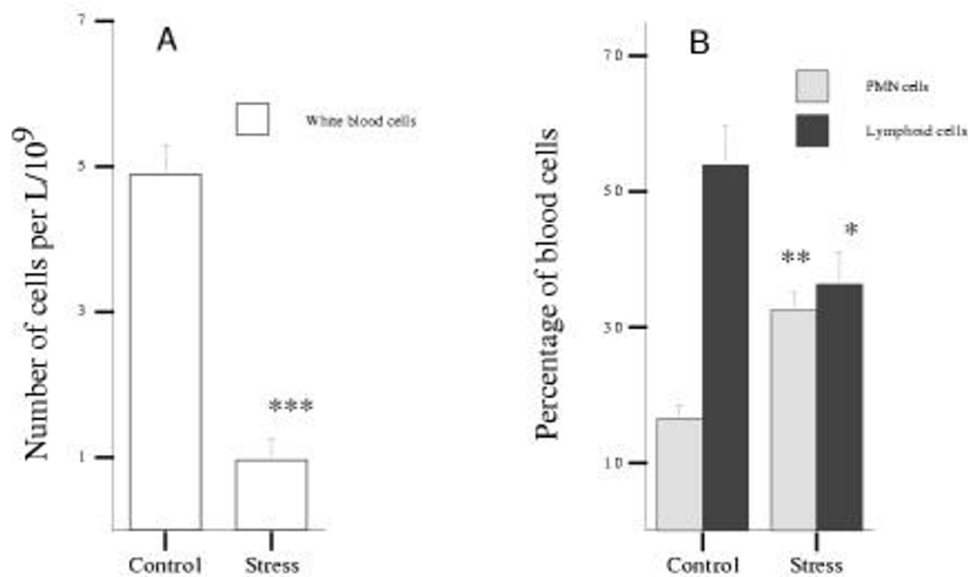 A
7
5
3
1
Number of cells per L/10⁹
White blood cells
***
Control
Stress
B
70
50
30
10
Percentage of blood cells
PMN cells
Lymphoid cells
**
*
Control
Stress